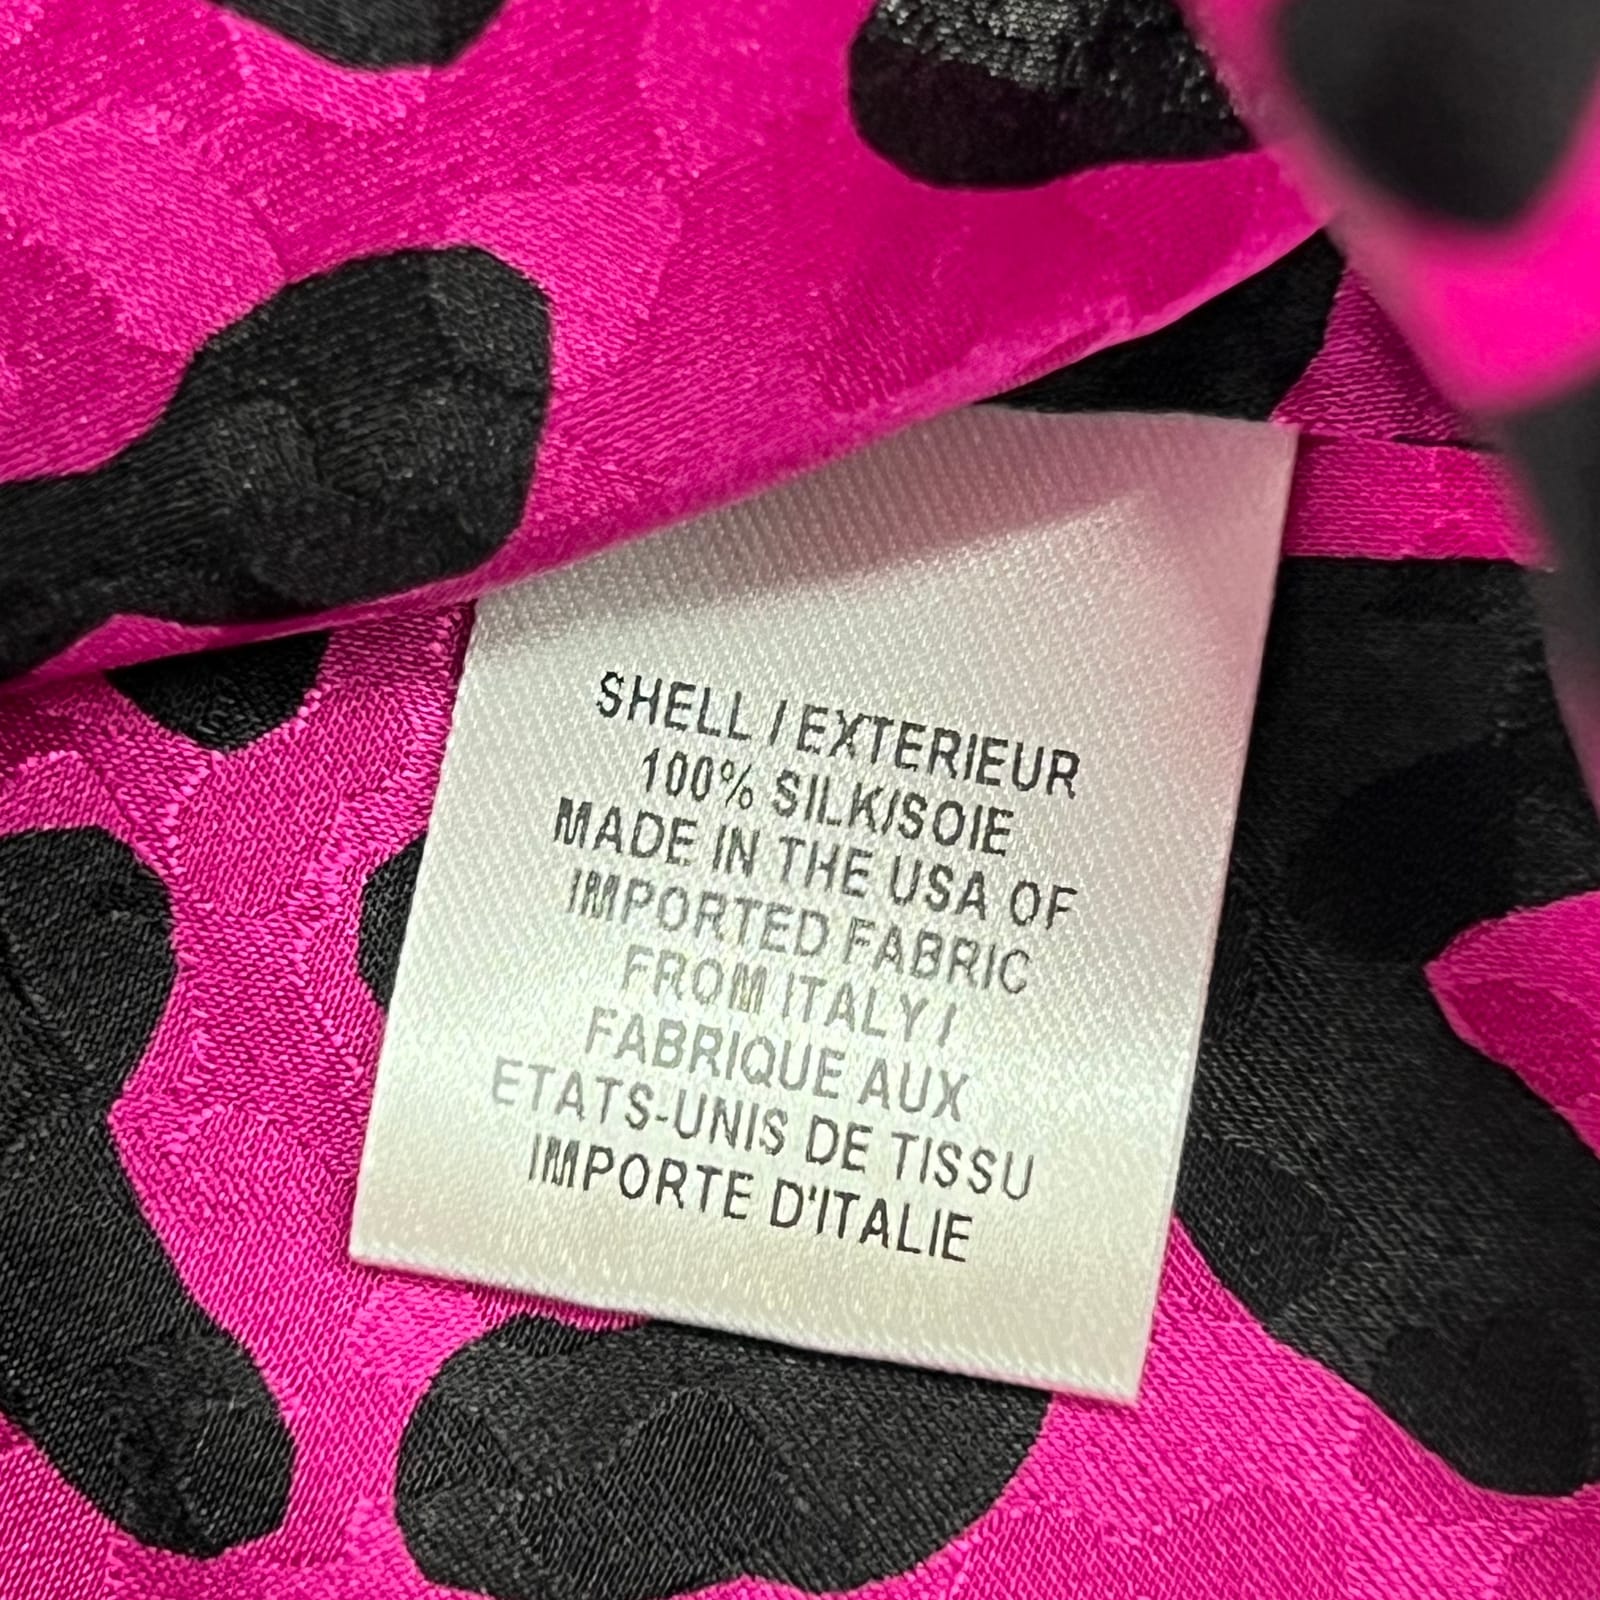 SHELL / EXTERIEUR
100% SILK/SOIE
MADE IN THE USA OF
IMPORTED FABRIC
FROM ITALY /
FABRIQUE AUX
ETATS-UNIS DE TISSU
IMPORTE D'ITALIE